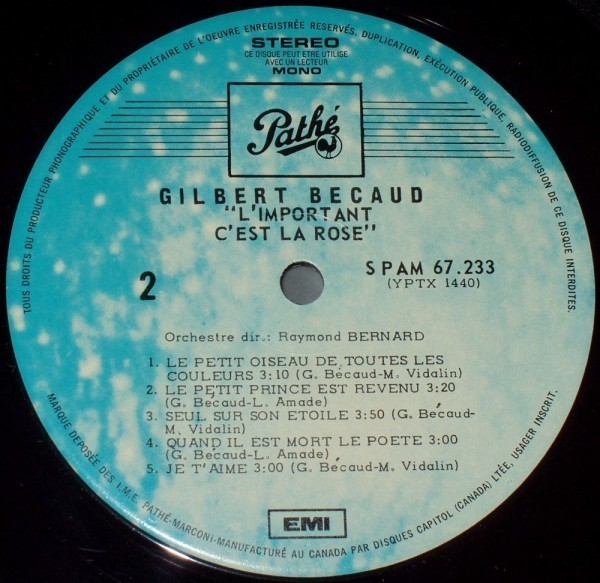 TOUS DROITS DU PRODUCTEUR PHONOGRAPHIQUE ET DU PROPRIÉTAIRE DE L'OEUVRE ENREGISTRÉE RESERVÉS, DUPLICATION, EXÉCUTION PUBLIQUE, RADIODIFFUSION DE CE DISQUE INTERDITES.
STEREO
CE DISQUE PEUT ETRE UTILISE
AVEC UN LECTEUR
MONO
Pathé
GILBERT BECAUD
"L'IMPORTANT
C'EST LA ROSE"
2
SPAM 67.233
(YPTX 1440)
Orchestre dir.: Raymond BERNARD
1. LE PETIT OISEAU DE TOUTES LES
COULEURS 3:10 (G. Bécaud-M. Vidalin)
2. LE PETIT PRINCE EST REVENU 3:20
(G. Bécaud-L. Amade)
3. SEUL SUR SON ETOILE 3:50 (G. Bécaud-
M. Vidalin)
4. QUAND IL EST MORT LE POETE 3:00
(G. Bécaud-L. Amade)
5. JE T'AIME 3:00 (G. Bécaud-M. Vidalin)
EMI
MARQUE DEPOSÉE DES I.M.E. PATHÉ-MARCONI-MANUFACTURÉ AU CANADA PAR DISQUES CAPITOL (CANADA) LTÉE, USAGER INSCRIT.